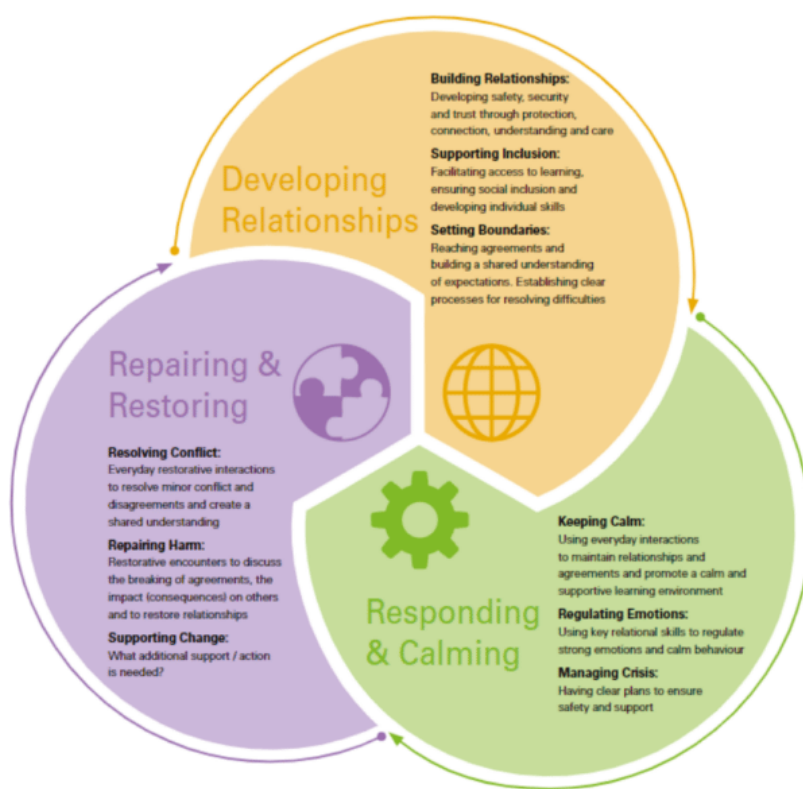 Developing
Relationships
Building Relationships:
Developing safety, security
and trust through protection,
connection, understanding and care
Supporting Inclusion:
Facilitating access to learning,
ensuring social inclusion and
developing individual skills
Setting Boundaries:
Reaching agreements and
building a shared understanding
of expectations. Establishing clear
processes for resolving difficulties
Repairing &
Restoring
Resolving Conflict:
Everyday restorative interactions
to resolve minor conflict and
disagreements and create a
shared understanding
Repairing Harm:
Restorative encounters to discuss
the breaking of agreements, the
impact (consequences) on others
and to restore relationships
Supporting Change:
What additional support / action
is needed?
Responding
& Calming
Keeping Calm:
Using everyday interactions
to maintain relationships and
agreements and promote a calm and
supportive learning environment
Regulating Emotions:
Using key relational skills to regulate
strong emotions and calm behaviour
Managing Crisis:
Having clear plans to ensure
safety and support